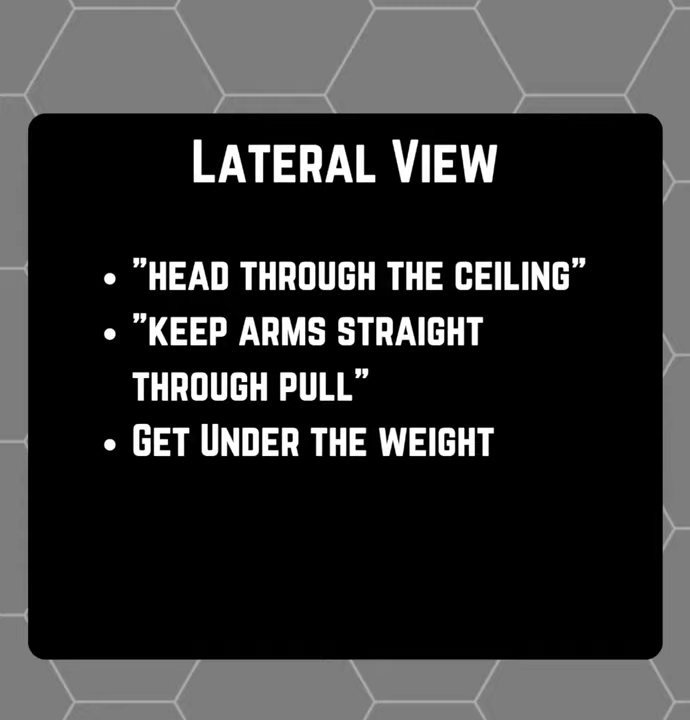 Lateral View
• "head through the ceiling"
• "keep arms straight
through pull"
• Get Under the weight